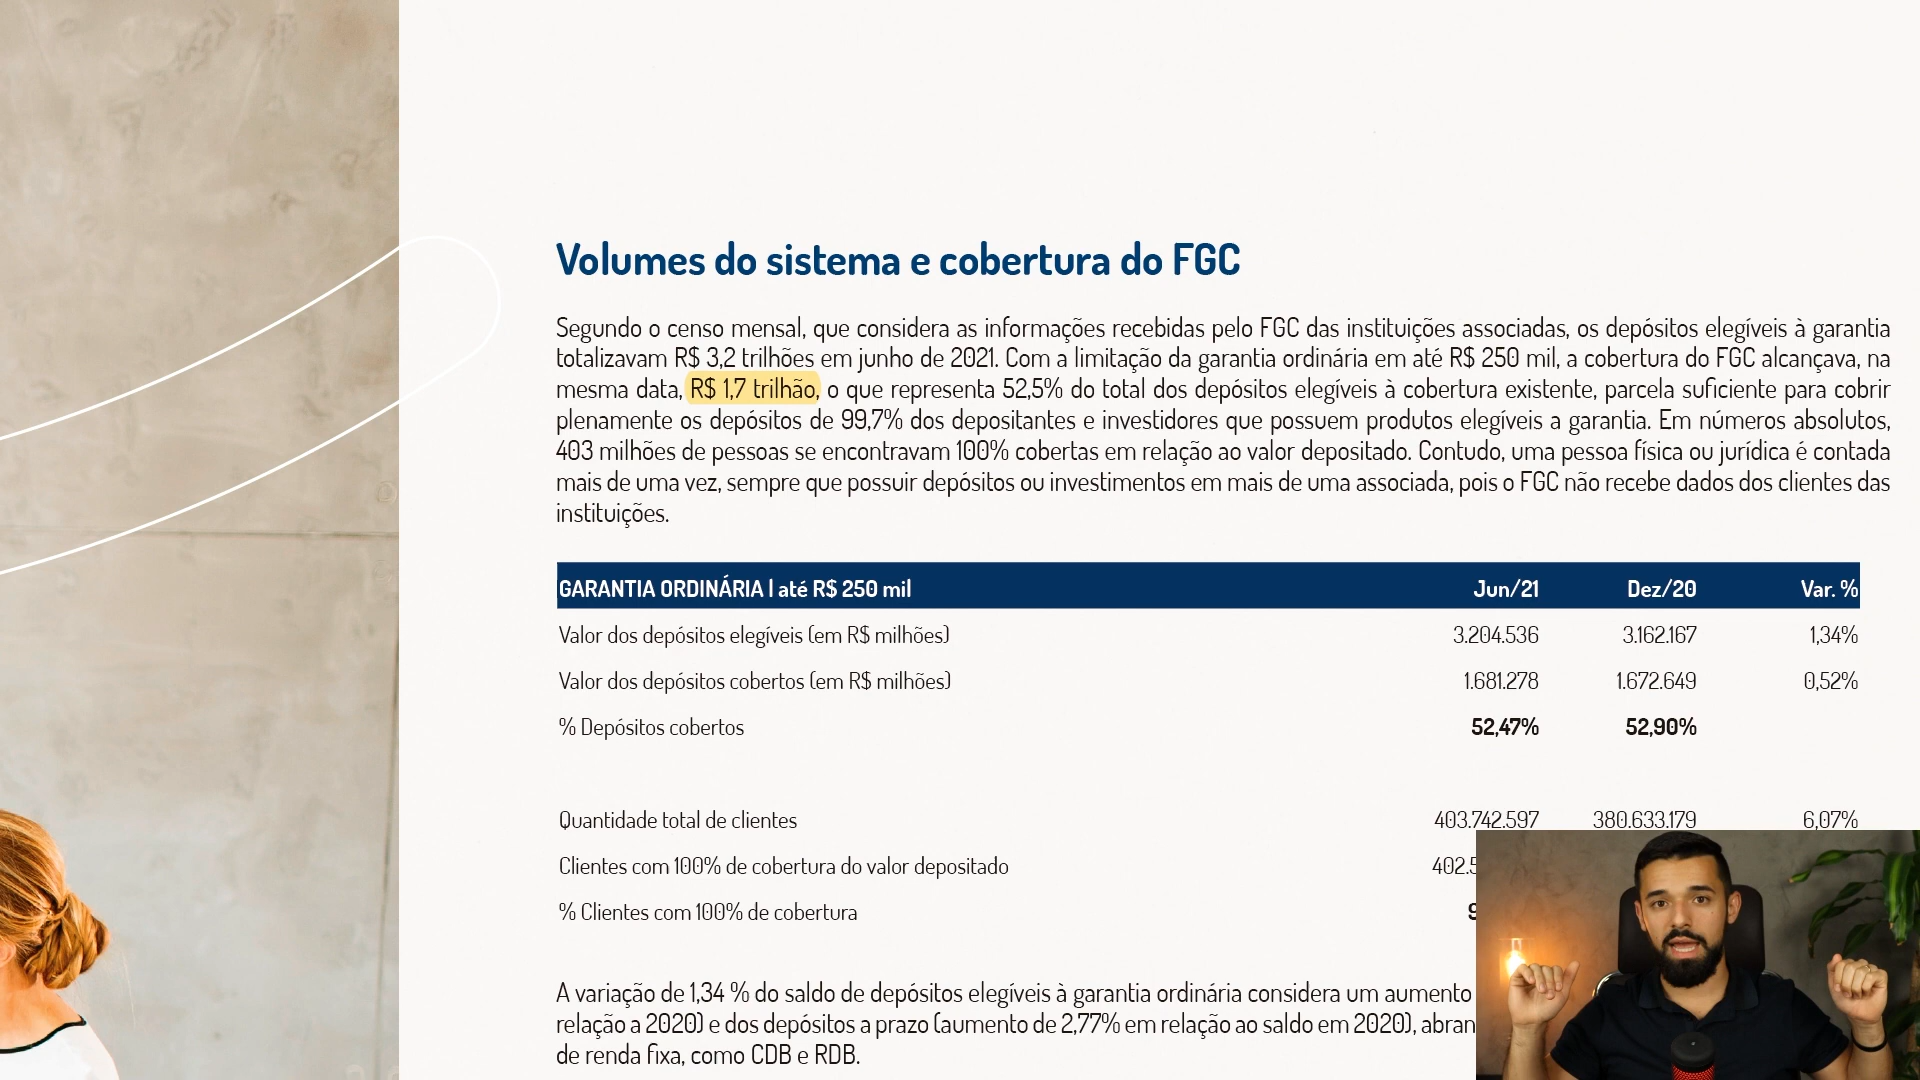 Volumes do sistema e cobertura do FGC
Segundo o censo mensal, que considera as informações recebidas pelo FGC das instituições associadas, os depósitos elegíveis à garantia
totalizavam R$ 3,2 trilhões em junho de 2021. Com a limitação da garantia ordinária em até R$ 250 mil, a cobertura do FGC alcançava, na
mesma data, R$ 1,7 trilhão, o que representa 52,5% do total dos depósitos elegíveis à cobertura existente, parcela suficiente para cobrir
plenamente os depósitos de 99,7% dos depositantes e investidores que possuem produtos elegíveis a garantia. Em números absolutos,
403 milhões de pessoas se encontravam 100% cobertas em relação ao valor depositado. Contudo, uma pessoa física ou jurídica é contada
mais de uma vez, sempre que possuir depósitos ou investimentos em mais de uma associada, pois o FGC não recebe dados dos clientes das
instituições.
GARANTIA ORDINÁRIA | até R$ 250 mil Jun/21 Dez/20 Var. %
Valor dos depósitos elegíveis (em R$ milhões) 3.204.536 3.162.167 1,34%
Valor dos depósitos cobertos (em R$ milhões) 1.681.278 1.672.649 0,52%
% Depósitos cobertos 52,47% 52,90%
Quantidade total de clientes 403.742.597 380.633.179 6,07%
Clientes com 100% de cobertura do valor depositado
% Clientes com 100% de cobertura
A variação de 1,34 % do saldo de depósitos elegíveis à garantia ordinária considera um aumento
relação a 2020) e dos depósitos a prazo (aumento de 2,77% em relação ao saldo em 2020),
de renda fixa, como CDB e RDB.